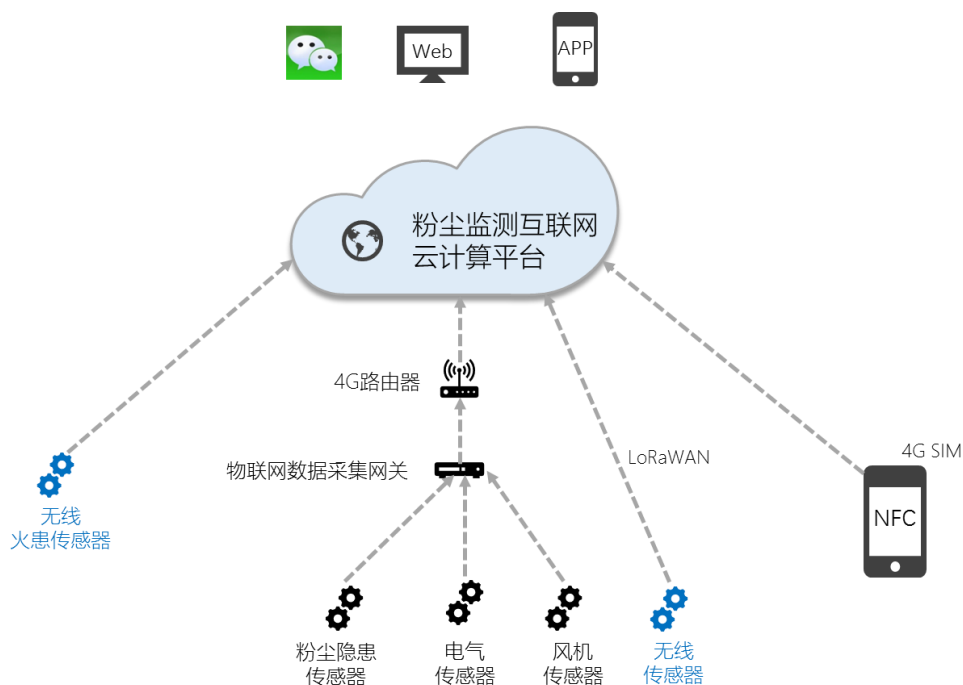 Web
APP
粉尘监测互联网
云计算平台
4G路由器
物联网数据采集网关
LoRaWAN
4G SIM
NFC
无线
火患传感器
粉尘隐患
传感器
电气
传感器
风机
传感器
无线
传感器